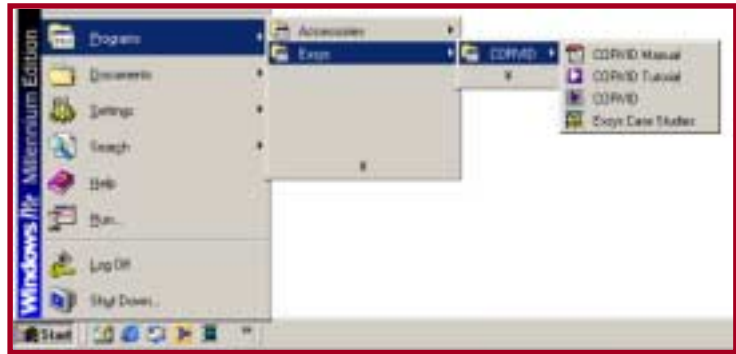 Windows Me Millennium Edition
Programs
Documents
Settings
Search
Help
Run...
Log Off
Shut Down...
Start
Accessories
Exsys
CORVID
CORVID Manual
CORVID Tutorial
CORVID
Exsys Case Studies